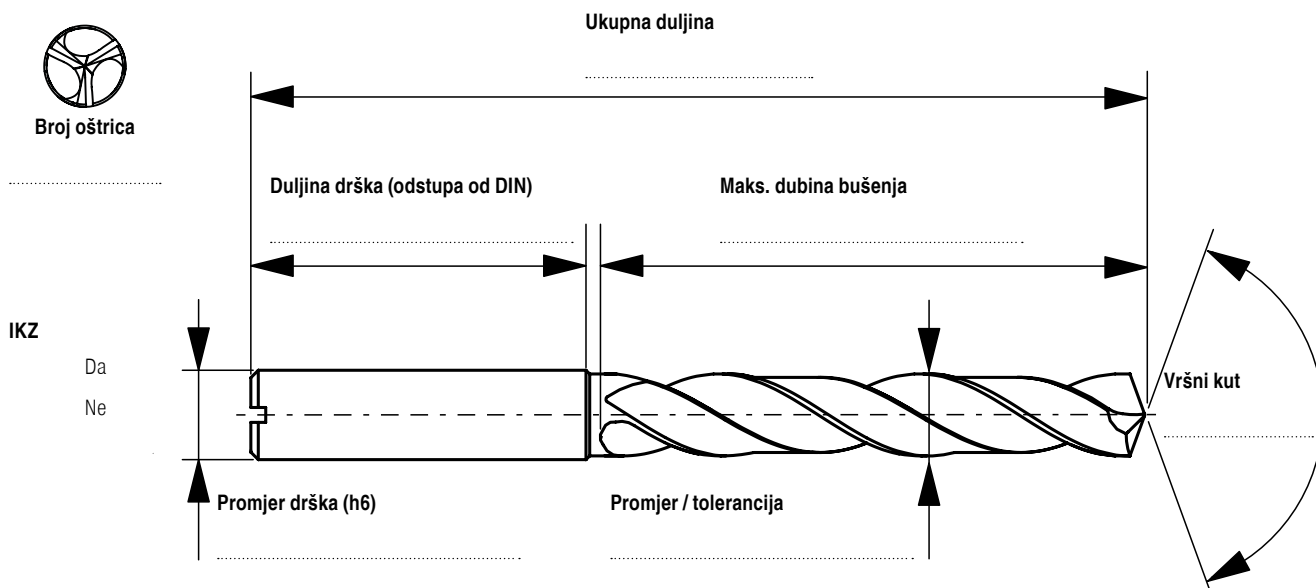 Ukupna duljina
Broj oštrica
Duljina drška (odstupa od DIN)
Maks. dubina bušenja
IKZ
Da
Ne
Vršni kut
Promjer drška (h6)
Promjer / tolerancija